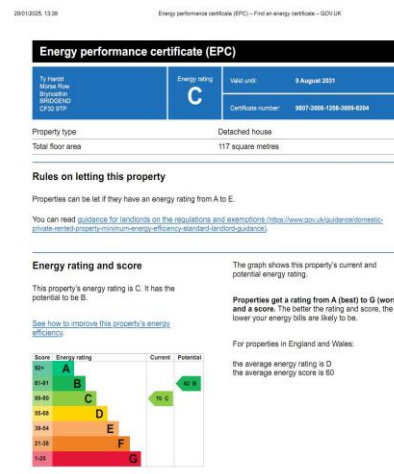 29/01/2025, 13:39
Energy performance certificate (EPC) – Find an energy certificate – GOV.UK
Energy performance certificate (EPC)
Ty Hardd
Morse Row
Bryncethin
BRIDGEND
CF32 9TP
Energy rating
C
Valid until:
9 August 2031
Certificate number:
9807-3008-1208-3609-8204
Property type
Detached house
Total floor area
117 square metres
Rules on letting this property
Properties can be let if they have an energy rating from A to E.
You can read guidance for landlords on the regulations and exemptions (https://www.gov.uk/guidance/domestic-
private-rented-property-minimum-energy-efficiency-standard-landlord-guidance).
Energy rating and score
This property's energy rating is C. It has the
potential to be B.
See how to improve this property's energy
efficiency.
Score Energy rating Current Potential
92+ A
81-91 B 82 B
69-80 C 76 C
55-68 D
39-54 E
21-38 F
1-20 G
The graph shows this property's current and
potential energy rating.
Properties get a rating from A (best) to G (wor
and a score. The better the rating and score, the
lower your energy bills are likely to be.
For properties in England and Wales:
the average energy rating is D
the average energy score is 60